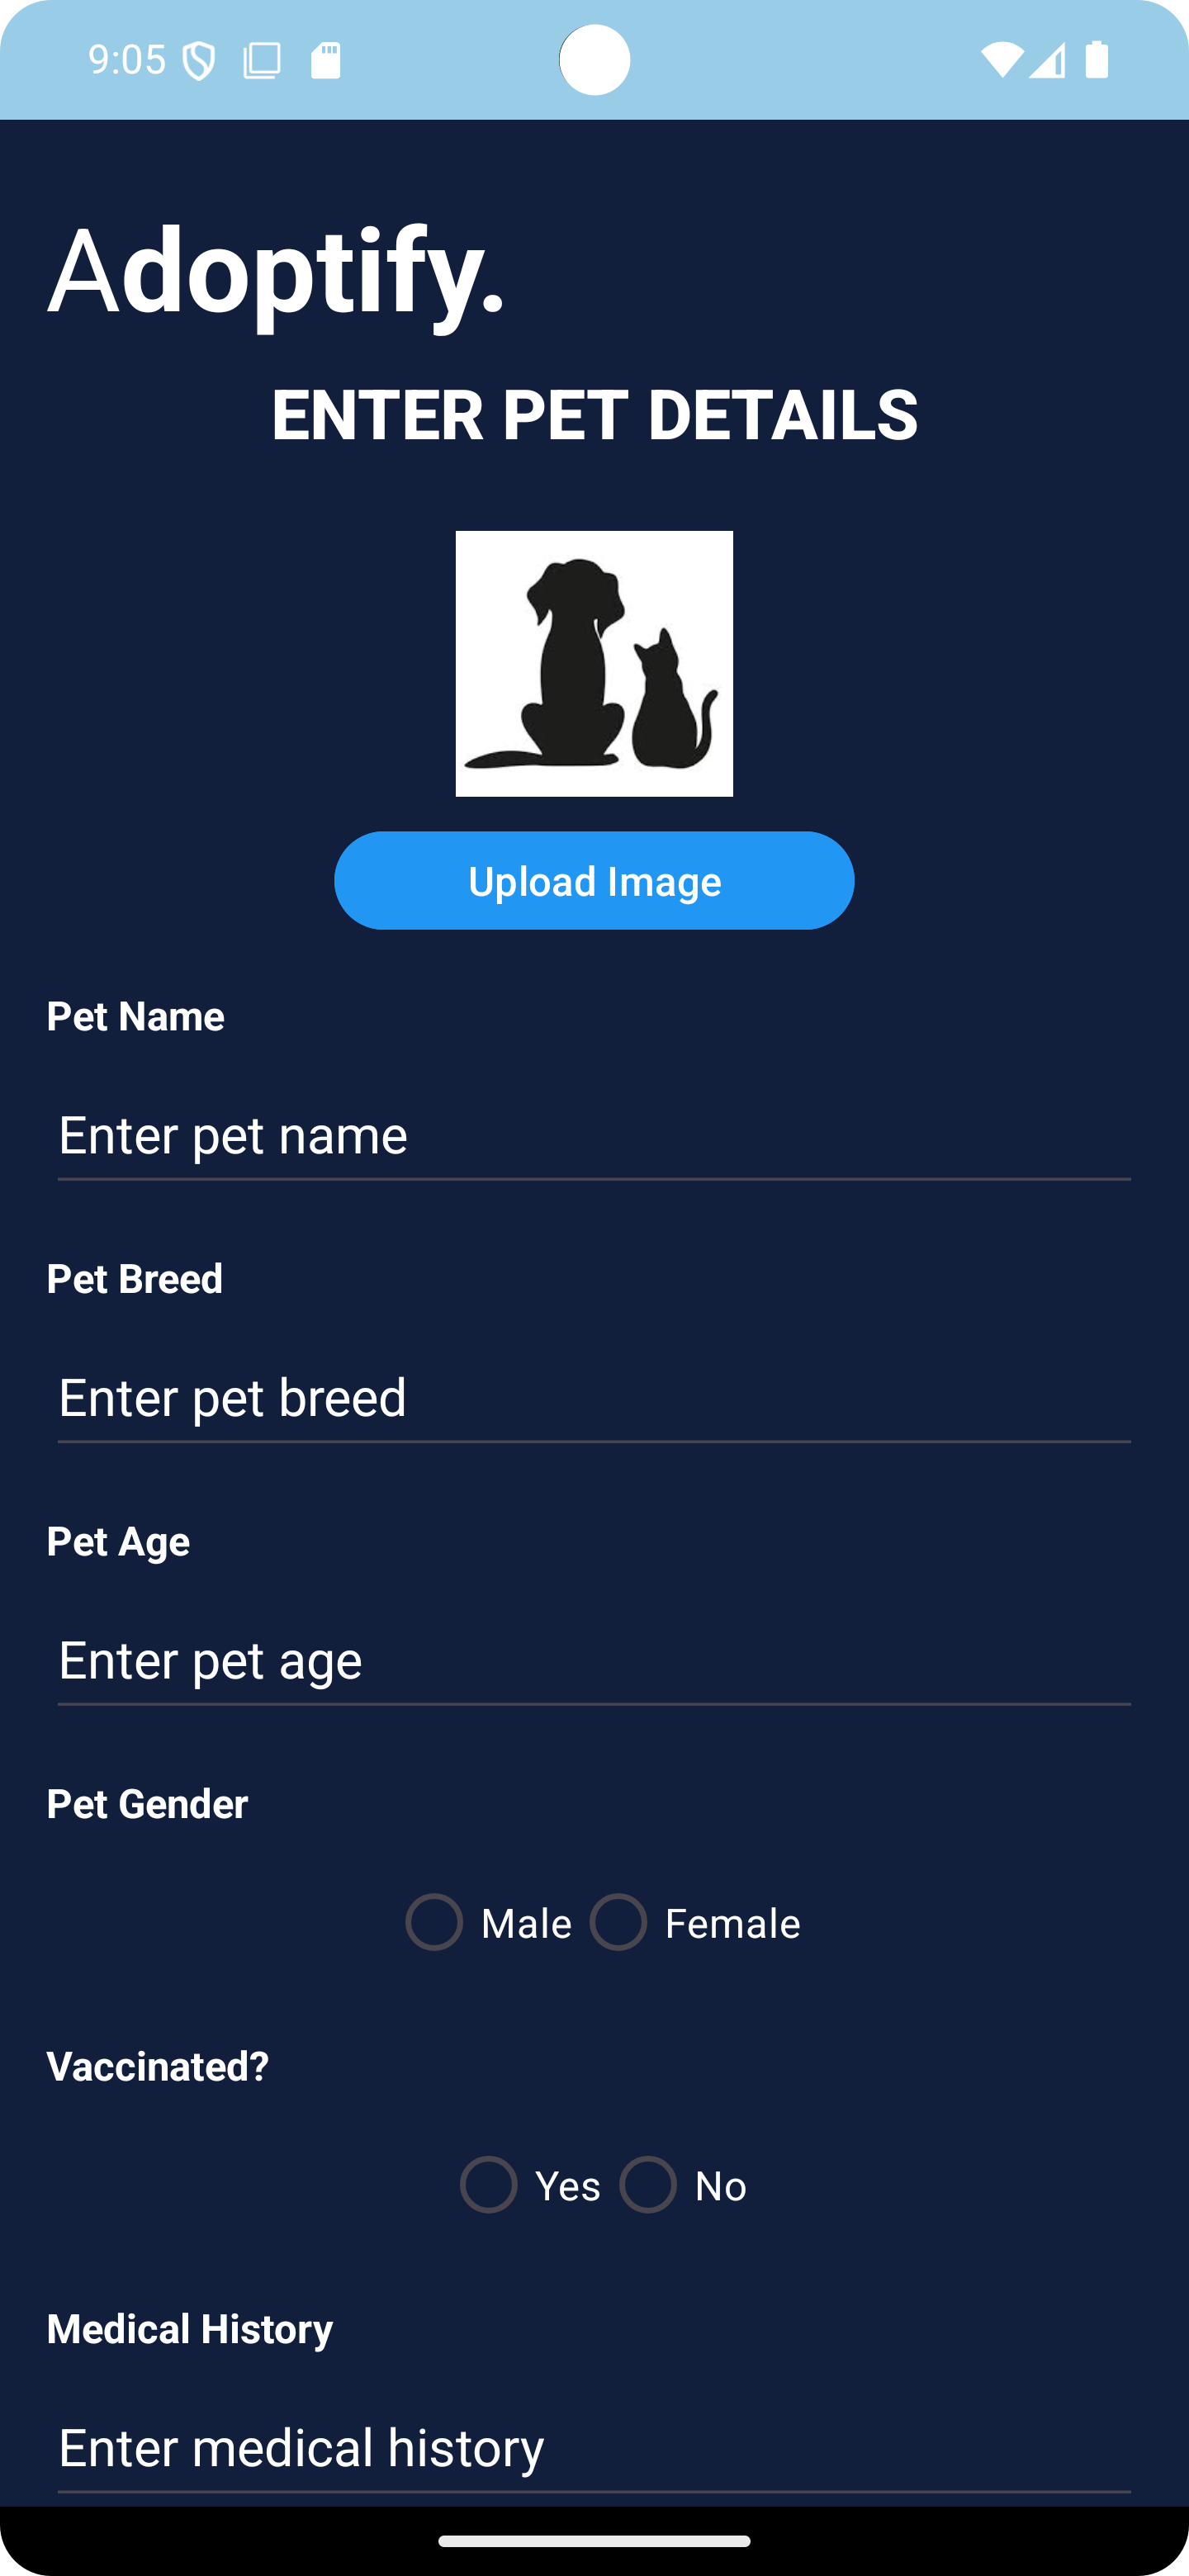 9:05
Adoptify.
ENTER PET DETAILS
Upload Image
Pet Name
Enter pet name
Pet Breed
Enter pet breed
Pet Age
Enter pet age
Pet Gender
Male Female
Vaccinated?
Yes No
Medical History
Enter medical history